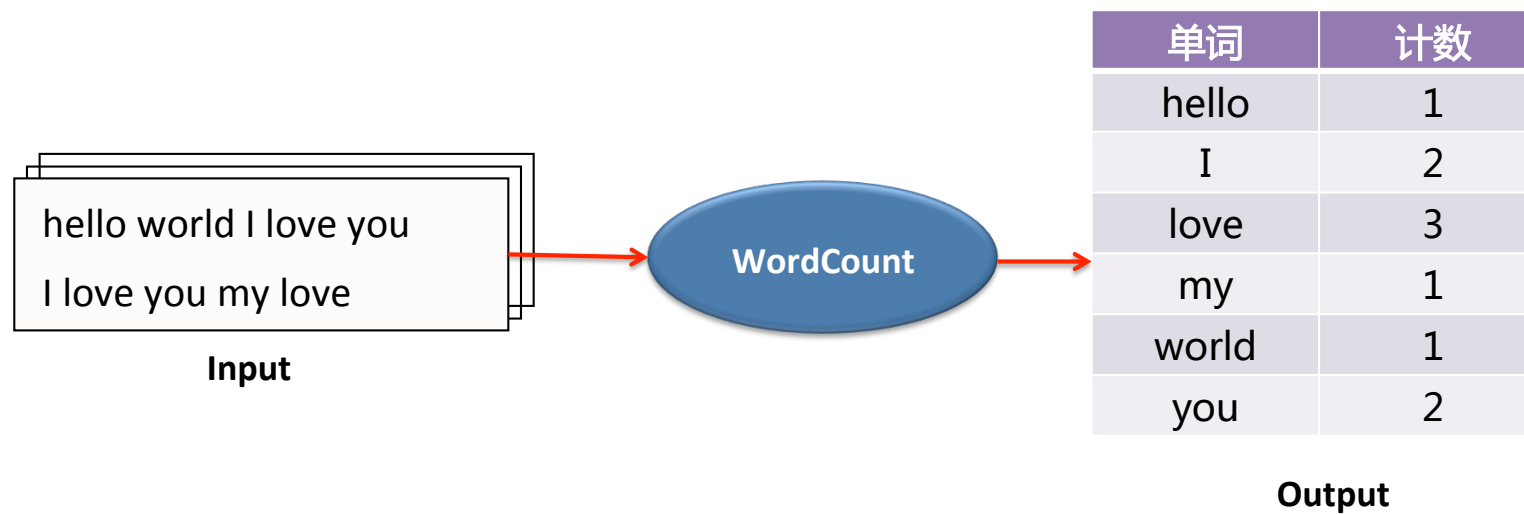 hello world I love you
I love you my love
Input
WordCount
单词 计数
hello 1
I 2
love 3
my 1
world 1
you 2
Output